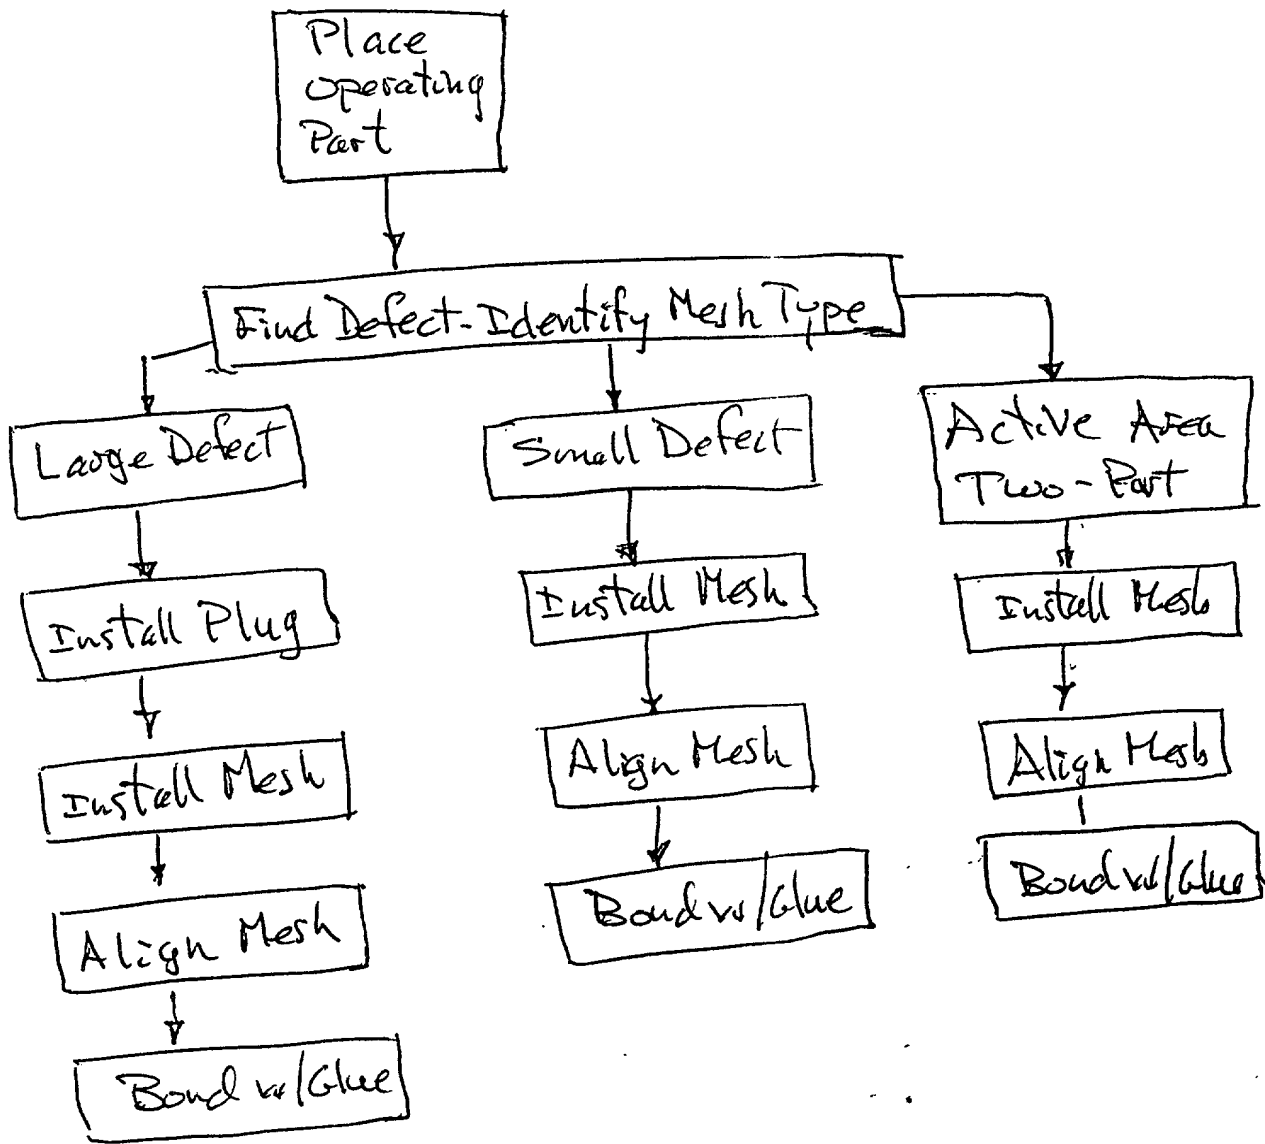 Place
operating
Part
Find Defect-Identify Mesh Type
Large Defect
Install Plug
Install Mesh
Align Mesh
Bond w/Glue
Small Defect
Install Mesh
Align Mesh
Bond w/Glue
Active Area
Two-Part
Install Mesh
Align Mesh
Bond w/Glue